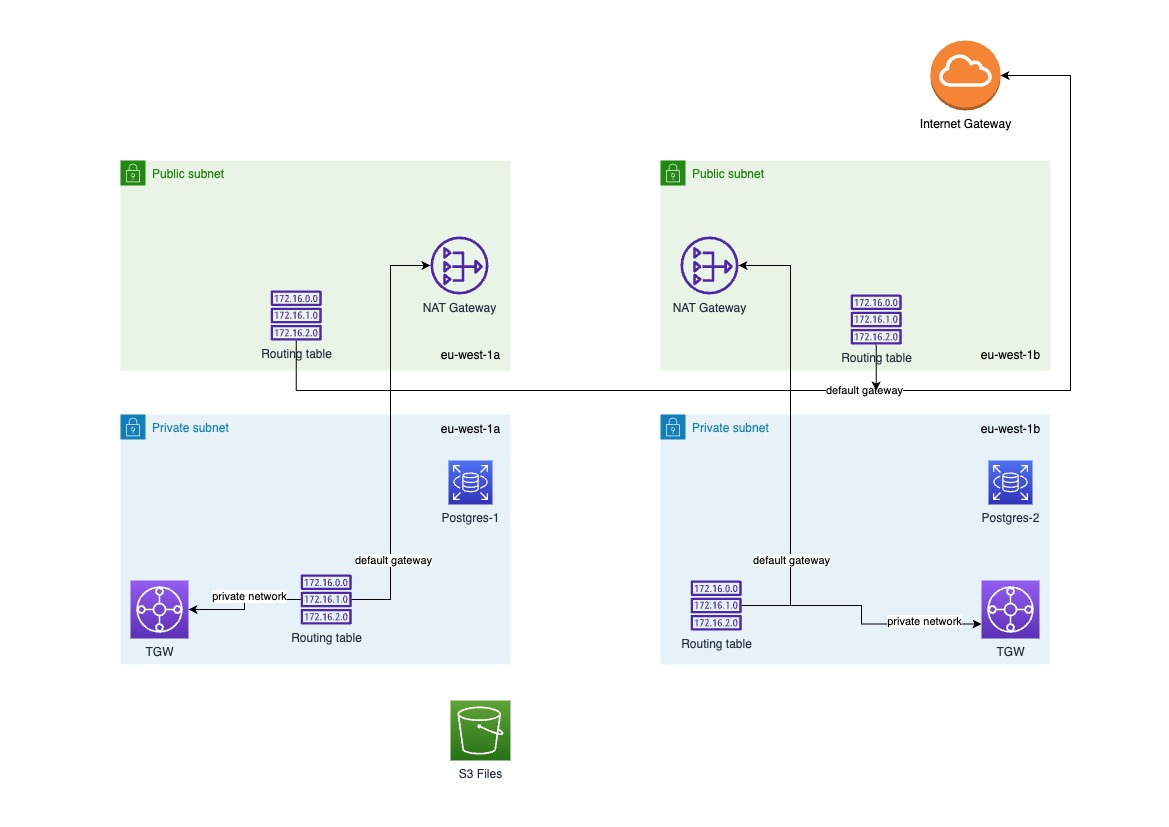 Internet Gateway
Public subnet
Public subnet
NAT Gateway
NAT Gateway
172.16.0.0
172.16.1.0
172.16.2.0
Routing table
eu-west-1a
172.16.0.0
172.16.1.0
172.16.2.0
Routing table
eu-west-1b
default gateway
Private subnet
eu-west-1a
Private subnet
eu-west-1b
Postgres-1
Postgres-2
default gateway
default gateway
private network
172.16.0.0
172.16.1.0
172.16.2.0
Routing table
TGW
172.16.0.0
172.16.1.0
172.16.2.0
Routing table
private network
TGW
S3 Files